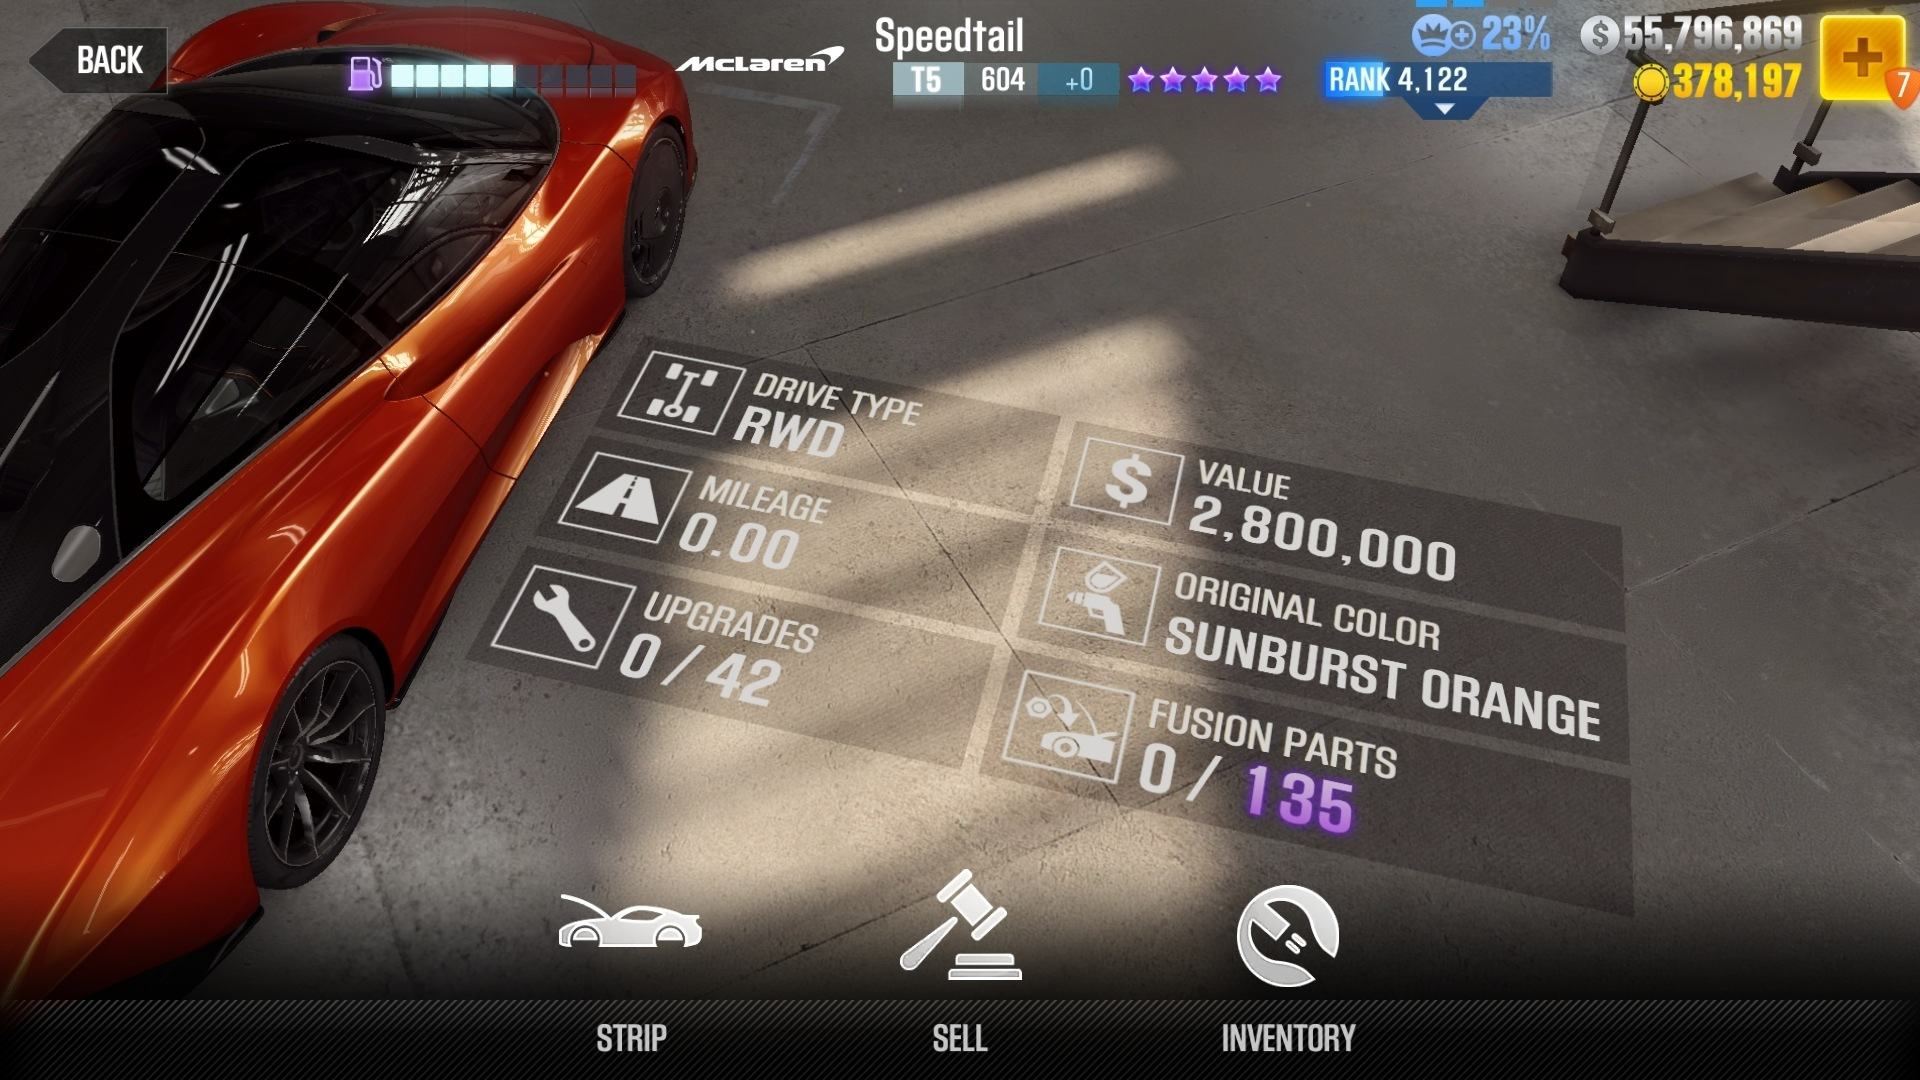 BACK
McLaren
Speedtail
T5 604 +0
23%
RANK 4,122
$ 55,796,869
378,197
7
DRIVE TYPE
RWD
MILEAGE
0.00
UPGRADES
0 / 42
$ VALUE
2,800,000
ORIGINAL COLOR
SUNBURST ORANGE
FUSION PARTS
0 / 135
STRIP
SELL
INVENTORY